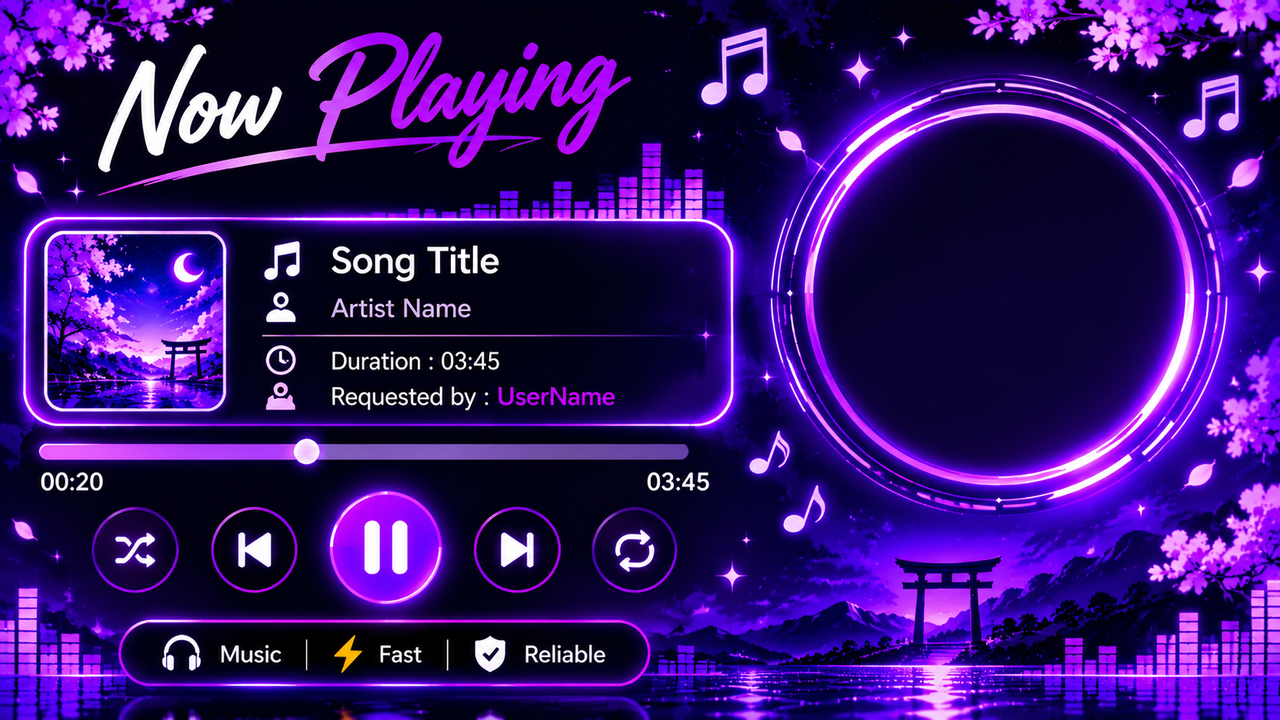 Now Playing
Song Title
Artist Name
Duration : 03:45
Requested by : UserName
00:20
03:45
Music
Fast
Reliable